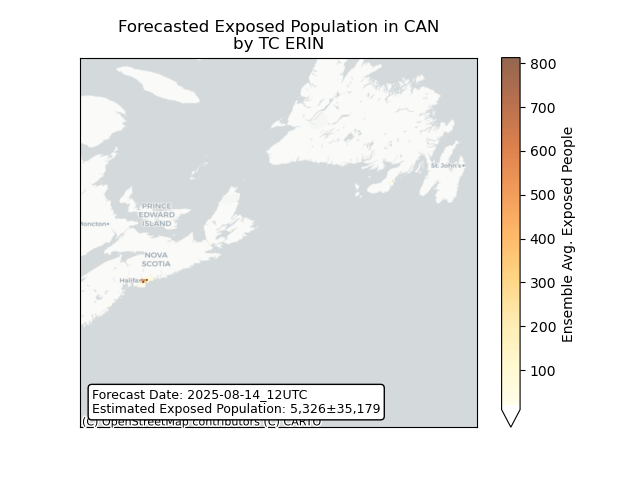 Forecasted Exposed Population in CAN
by TC ERIN
800
700
600
500
400
300
200
100
Ensemble Avg. Exposed People
St. John's
PRINCE
EDWARD
ISLAND
Moncton
NOVA
SCOTIA
Halifax
Forecast Date: 2025-08-14_12UTC
Estimated Exposed Population: 5,326±35,179
(C) OpenStreetMap contributors (C) CARTO